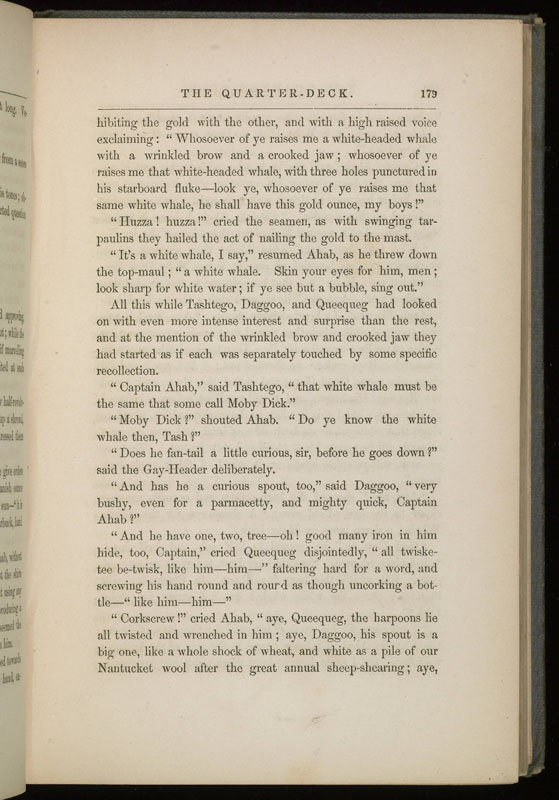 THE QUARTER-DECK. 179
hibiting the gold with the other, and with a high raised voice
exclaiming: "Whosoever of ye raises me a white-headed whale
with a wrinkled brow and a crooked jaw; whosoever of ye
raises me that white-headed whale, with three holes punctured in
his starboard fluke—look ye, whosoever of ye raises me that
same white whale, he shall have this gold ounce, my boys!"
"Huzza! huzza!" cried the seamen, as with swinging tar-
paulins they hailed the act of nailing the gold to the mast.
"It's a white whale, I say," resumed Ahab, as he threw down
the top-maul; "a white whale. Skin your eyes for him, men;
look sharp for white water; if ye see but a bubble, sing out."
All this while Tashtego, Daggoo, and Queequeg had looked
on with even more intense interest and surprise than the rest,
and at the mention of the wrinkled brow and crooked jaw they
had started as if each was separately touched by some specific
recollection.
"Captain Ahab," said Tashtego, "that white whale must be
the same that some call Moby Dick."
"Moby Dick?" shouted Ahab. "Do ye know the white
whale then, Tash?"
"Does he fan-tail a little curious, sir, before he goes down?"
said the Gay-Header deliberately.
"And has he a curious spout, too," said Daggoo, "very
bushy, even for a parmacetty, and mighty quick, Captain
Ahab?"
"And he have one, two, tree—oh! good many iron in him
hide, too, Captain," cried Queequeg disjointedly, "all twiske-
tee be-twisk, like him—him—" faltering hard for a word, and
screwing his hand round and round as though uncorking a bot-
tle—"like him—him—"
"Corkscrew!" cried Ahab, "aye, Queequeg, the harpoons lie
all twisted and wrenched in him; aye, Daggoo, his spout is a
big one, like a whole shock of wheat, and white as a pile of our
Nantucket wool after the great annual sheep-shearing; aye,